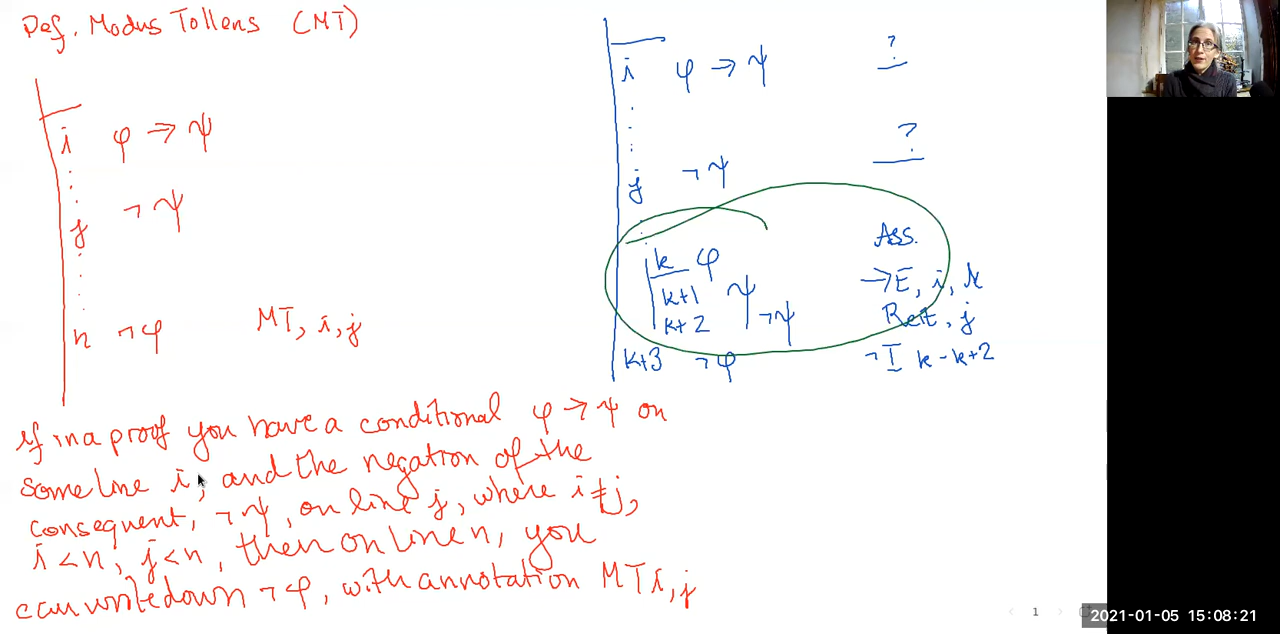 Def. Modus Tollens (MT)
i φ → ψ
⋮
j ¬ψ
⋮
n ¬φ MT, i, j
If in a proof you have a conditional φ → ψ on
some line i, and the negation of the
consequent, ¬ψ, on line j, where i ≠ j,
i < n, j < n, then on line n, you
can write down ¬φ, with annotation MT i, j
i φ → ψ ?
⋮ ?
j ¬ψ
⋮
k φ Ass.
k+1 ψ → E, i, k
k+2 ¬ψ Reit, j
k+3 ¬φ ¬I k - k+2
1
2021-01-05 15:08:21